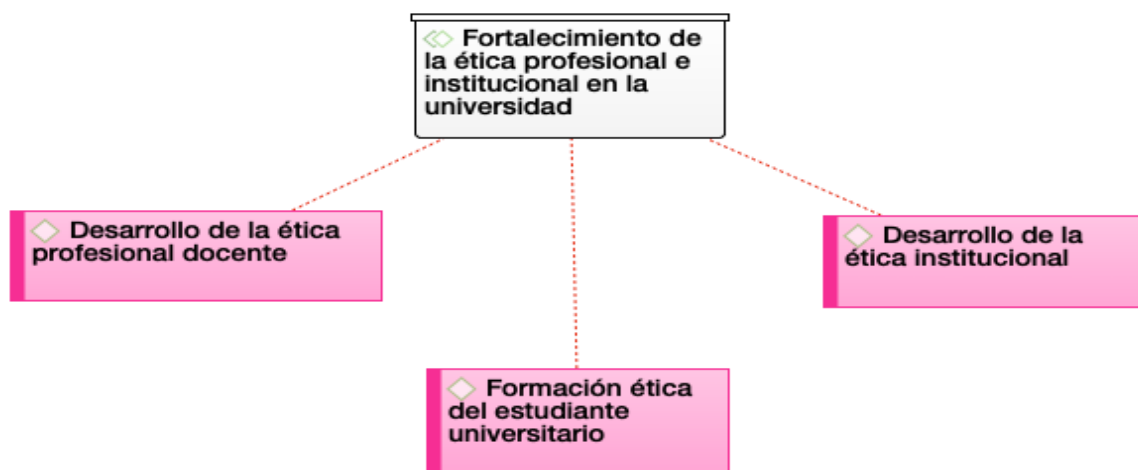 Fortalecimiento de
la ética profesional e
institucional en la
universidad
Desarrollo de la ética
profesional docente
Desarrollo de la
ética institucional
Formación ética
del estudiante
universitario